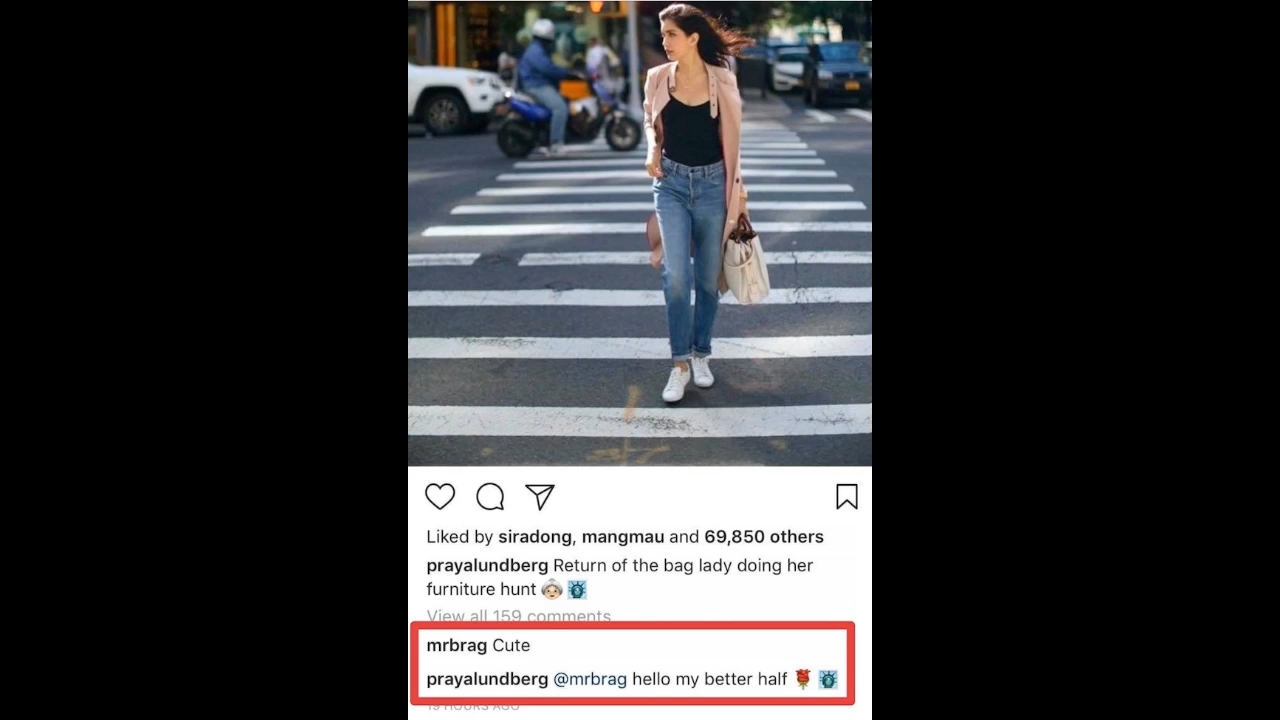 Liked by siradong, mangmau and 69,850 others
prayalundberg Return of the bag lady doing her
furniture hunt 👵🏻🗽
View all 159 comments
mrbrag Cute
prayalundberg @mrbrag hello my better half 🌹🗽
19 HOURS AGO